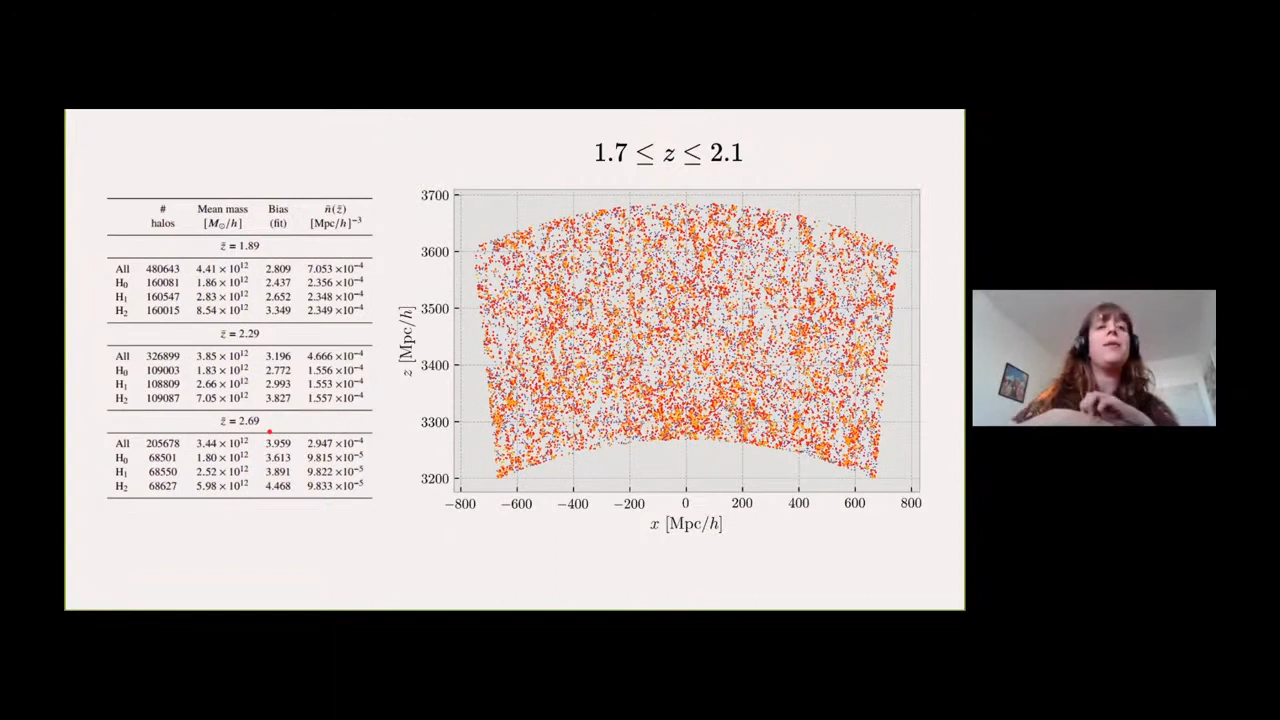 1.7 ≤ z ≤ 2.1
# Mean mass Bias n̄(z̄)
halos [M⊙/h] (fit) [Mpc/h]⁻³
z̄ = 1.89
All 480643 4.41 × 10¹² 2.809 7.053 ×10⁻⁴
H₀ 160081 1.86 × 10¹² 2.437 2.356 ×10⁻⁴
H₁ 160547 2.83 × 10¹² 2.652 2.348 ×10⁻⁴
H₂ 160015 8.54 × 10¹² 3.349 2.349 ×10⁻⁴
z̄ = 2.29
All 326899 3.85 × 10¹² 3.196 4.666 ×10⁻⁴
H₀ 109003 1.83 × 10¹² 2.772 1.556 ×10⁻⁴
H₁ 108809 2.66 × 10¹² 2.993 1.553 ×10⁻⁴
H₂ 109087 7.05 × 10¹² 3.827 1.557 ×10⁻⁴
z̄ = 2.69
All 205678 3.44 × 10¹² 3.959 2.947 ×10⁻⁴
H₀ 68501 1.80 × 10¹² 3.613 9.815 ×10⁻⁵
H₁ 68550 2.52 × 10¹² 3.891 9.822 ×10⁻⁵
H₂ 68627 5.98 × 10¹² 4.468 9.833 ×10⁻⁵
z [Mpc/h]
3700
3600
3500
3400
3300
3200
−800 −600 −400 −200 0 200 400 600 800
x [Mpc/h]